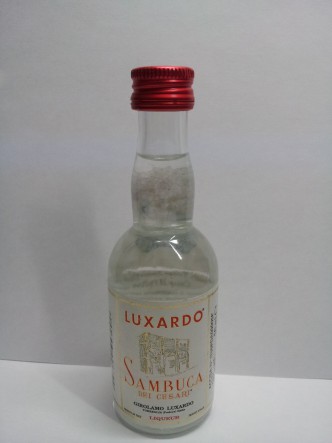 LUXARDO
SAMBUCA
DEI CESARI
GIROLAMO LUXARDO
LIQUEUR